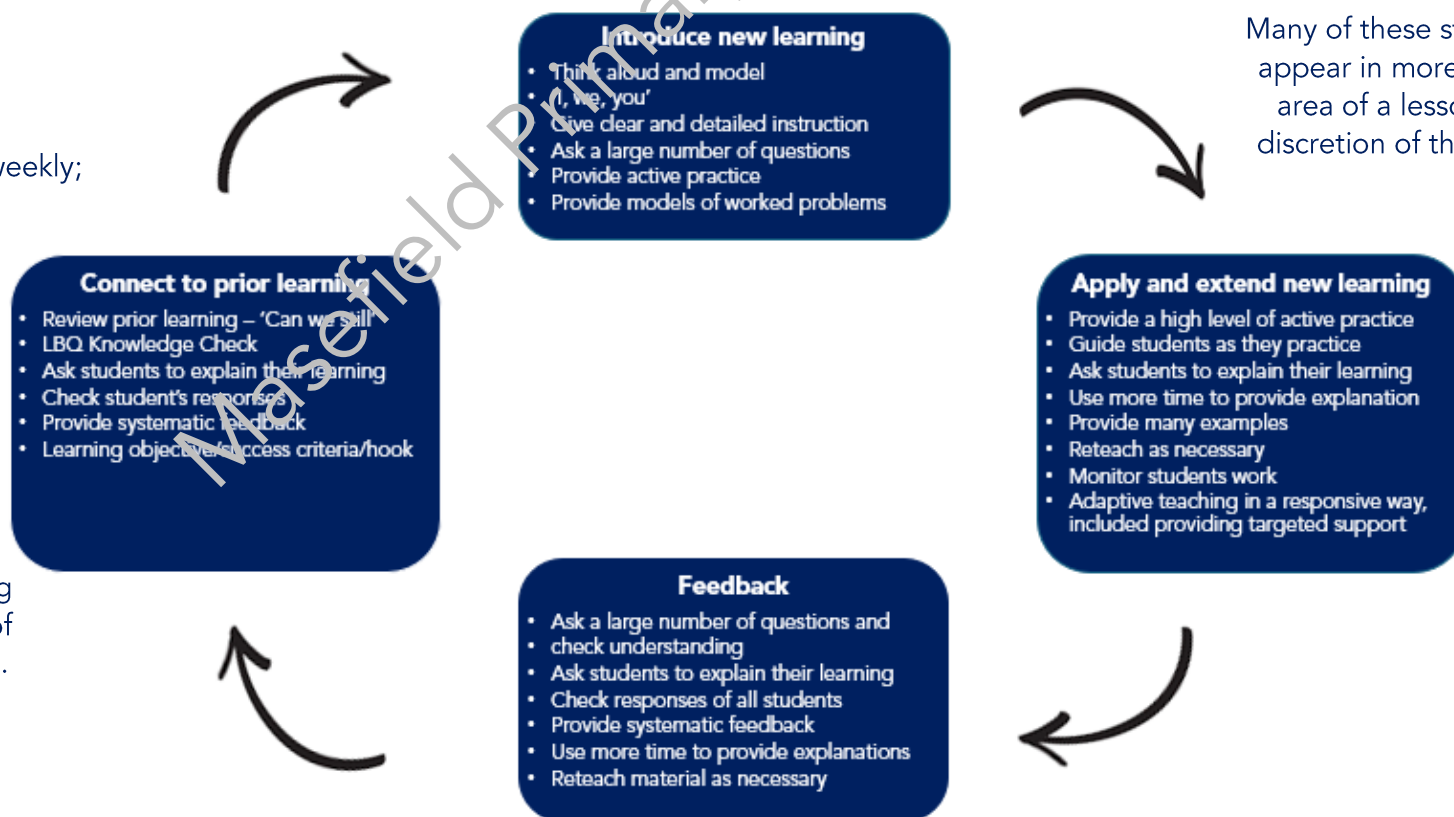 Introduce new learning
• Think aloud and model
• 'I, we, you'
• Give clear and detailed instruction
• Ask a large number of questions
• Provide active practice
• Provide models of worked problems
Many of these
appear in more
area of a
discretion of
weekly;
Connect to prior learning
• Review prior learning – 'Can we still'
• LBQ Knowledge Check
• Ask students to explain their learning
• Check student's responses
• Provide systematic feedback
• Learning objective/success criteria/hook
Apply and extend new learning
• Provide a high level of active practice
• Guide students as they practice
• Ask students to explain their learning
• Use more time to provide explanation
• Provide many examples
• Reteach as necessary
• Monitor students work
• Adaptive teaching in a responsive way,
included providing targeted support
of
.
Feedback
• Ask a large number of questions and
• check understanding
• Ask students to explain their learning
• Check responses of all students
• Provide systematic feedback
• Use more time to provide explanations
• Reteach material as necessary
Masefield